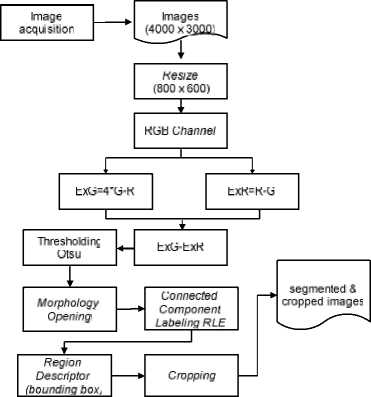 Image
acquisition
Images
(4000 x 3000)
Resize
(800 x 600)
RGB Channel
ExG=4*G-R
ExR=R-G
Thresholding
Otsu
ExG-ExR
Morphology
Opening
Connected
Component
Labeling RLE
segmented &
cropped images
Region
Descriptor
(bounding box)
Cropping